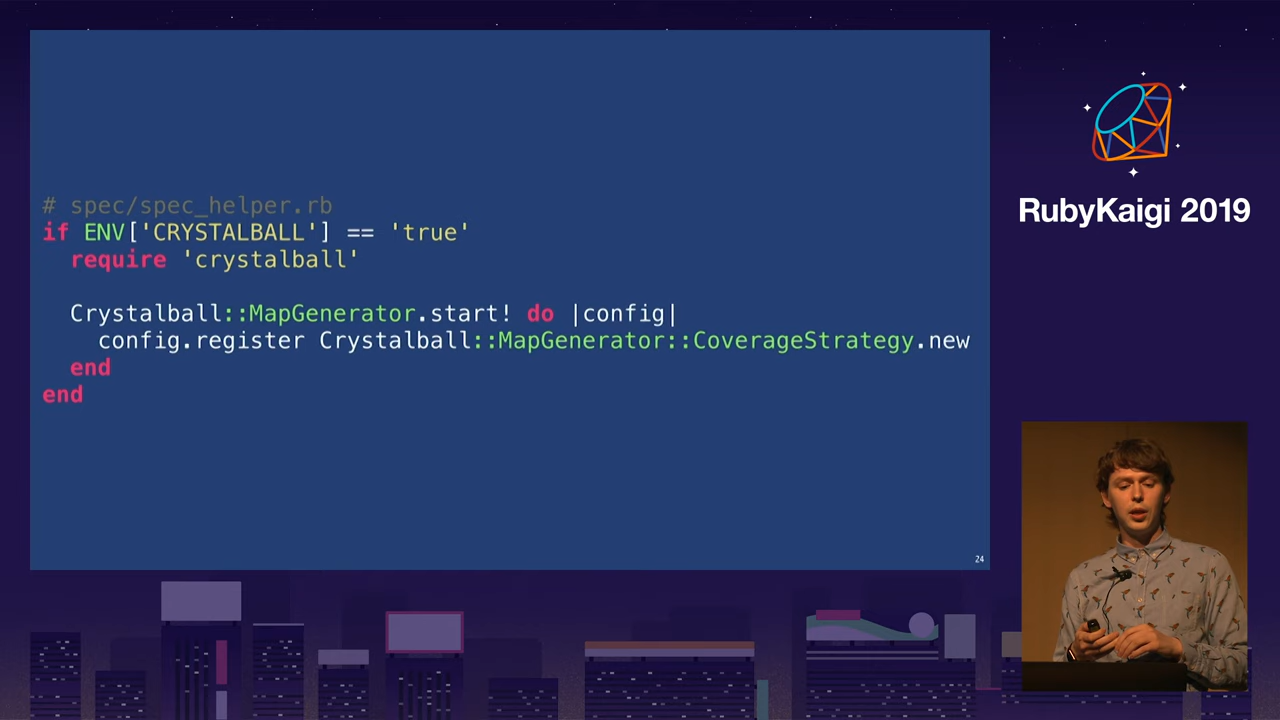 # spec/spec_helper.rb
if ENV['CRYSTALBALL'] == 'true'
  require 'crystalball'
  Crystalball::MapGenerator.start! do |config|
    config.register Crystalball::MapGenerator::CoverageStrategy.new
  end
end
24
RubyKaigi 2019